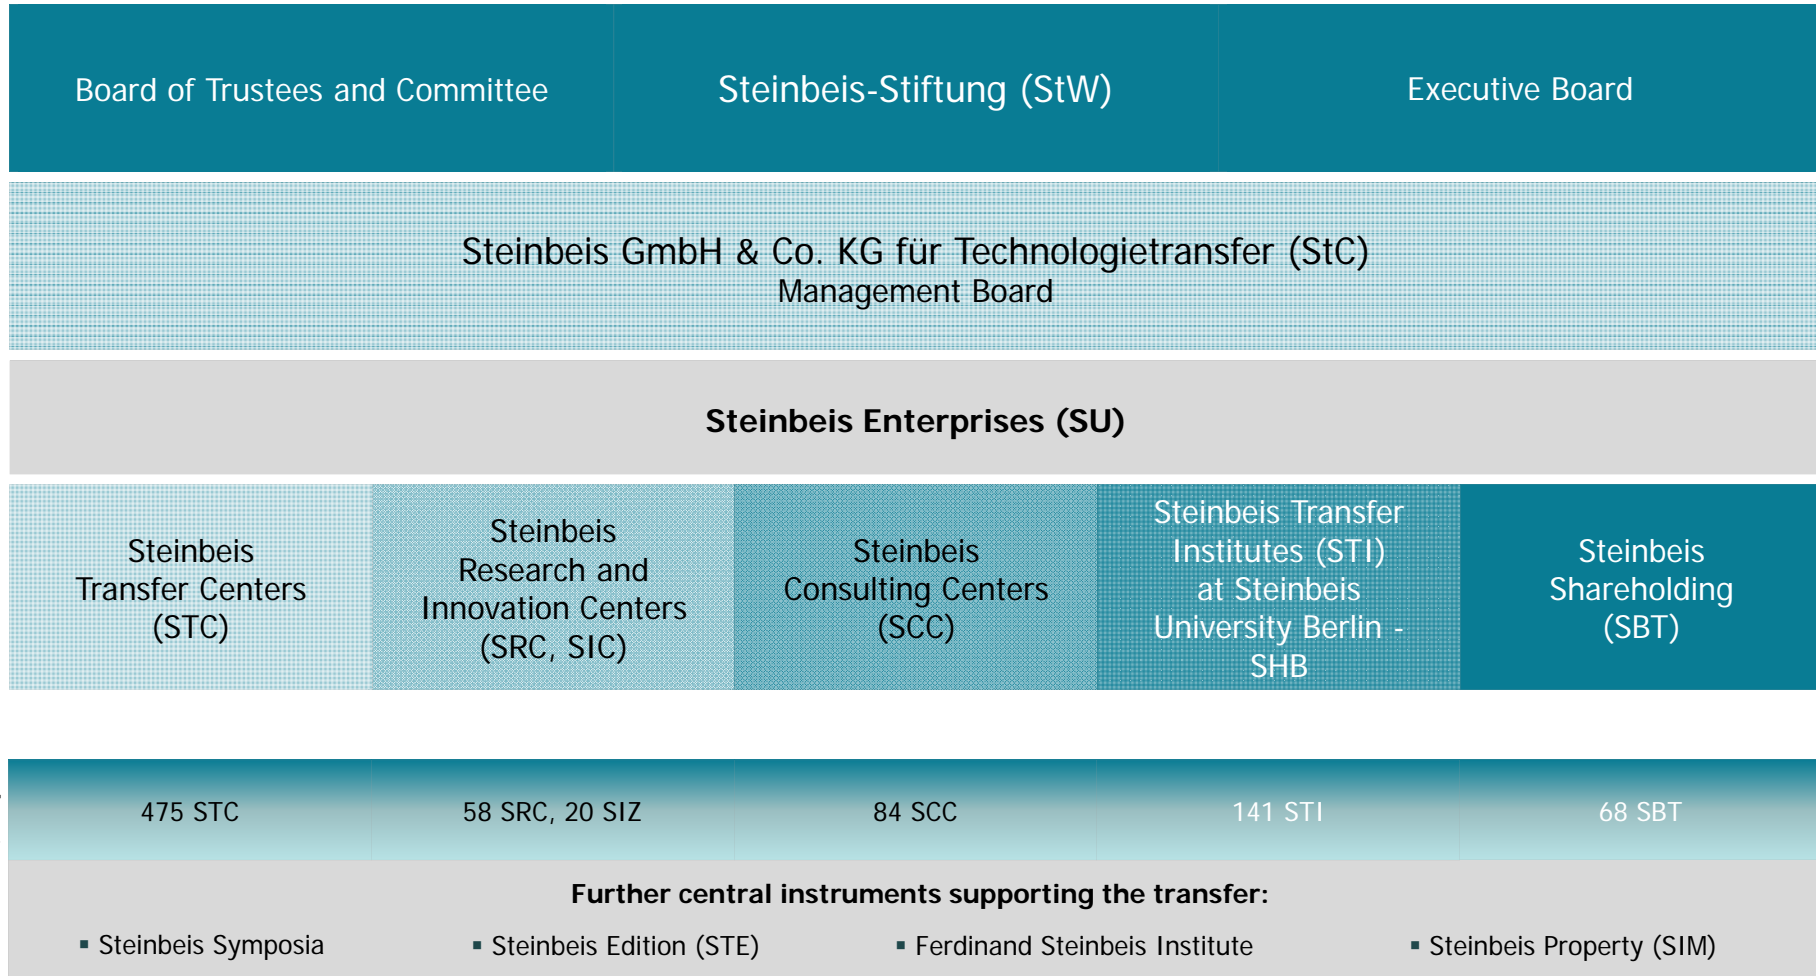 Board of Trustees and Committee
Steinbeis-Stiftung (StW)
Executive Board
Steinbeis GmbH & Co. KG für Technologietransfer (StC)
Management Board
Steinbeis Enterprises (SU)
Steinbeis
Transfer Centers
(STC)
Steinbeis
Research and
Innovation Centers
(SRC, SIC)
Steinbeis
Consulting Centers
(SCC)
Steinbeis Transfer
Institutes (STI)
at Steinbeis
University Berlin -
SHB
Steinbeis
Shareholding
(SBT)
475 STC
58 SRC, 20 SIZ
84 SCC
141 STI
68 SBT
Further central instruments supporting the transfer:
▪ Steinbeis Symposia
▪ Steinbeis Edition (STE)
▪ Ferdinand Steinbeis Institute
▪ Steinbeis Property (SIM)